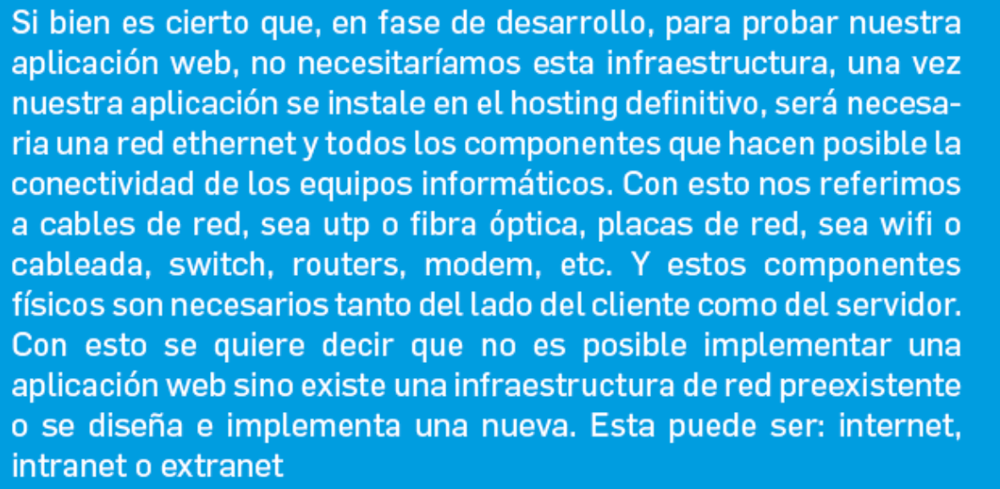 Si bien es cierto que, en fase de desarrollo, para probar nuestra
aplicación web, no necesitaríamos esta infraestructura, una vez
nuestra aplicación se instale en el hosting definitivo, será necesa-
ria una red ethernet y todos los componentes que hacen posible la
conectividad de los equipos informáticos. Con esto nos referimos
a cables de red, sea utp o fibra óptica, placas de red, sea wifi o
cableada, switch, routers, modem, etc. Y estos componentes
físicos son necesarios tanto del lado del cliente como del servidor.
Con esto se quiere decir que no es posible implementar una
aplicación web sino existe una infraestructura de red preexistente
o se diseña e implementa una nueva. Esta puede ser: internet,
intranet o extranet